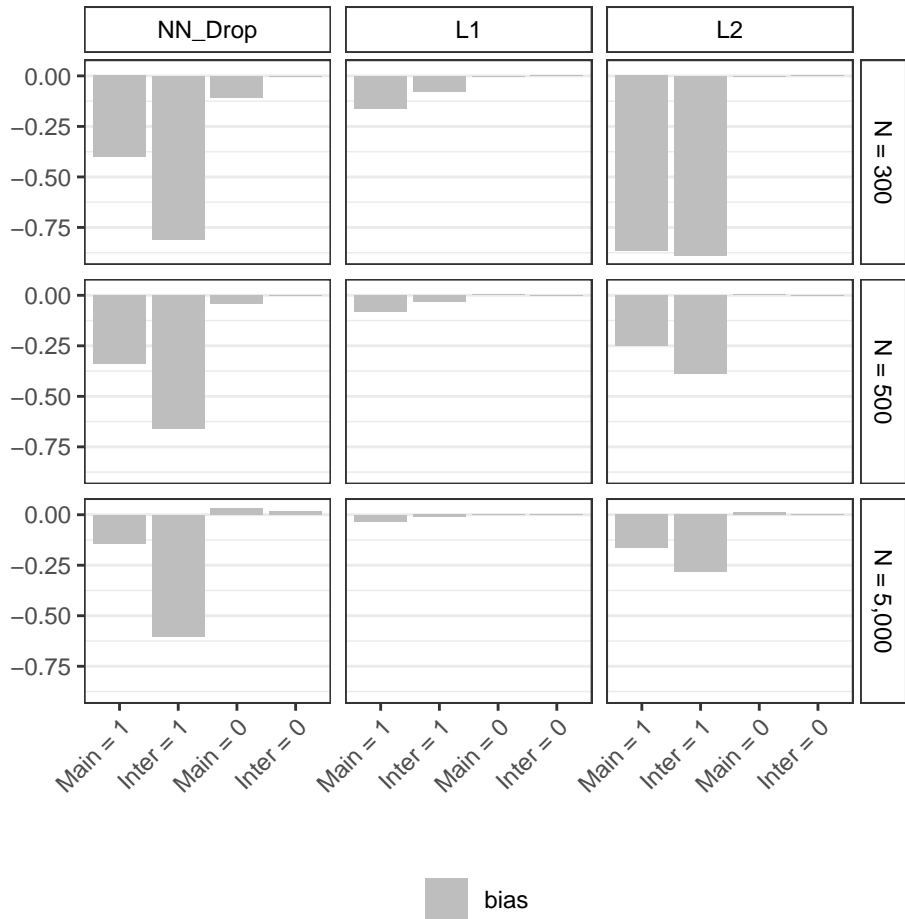 NN_Drop L1 L2
0.00
−0.25
−0.50
−0.75
N = 300
0.00
−0.25
−0.50
−0.75
N = 500
0.00
−0.25
−0.50
−0.75
N = 5,000
Main = 1 Inter = 1 Main = 0 Inter = 0 Main = 1 Inter = 1 Main = 0 Inter = 0 Main = 1 Inter = 1 Main = 0 Inter = 0
bias